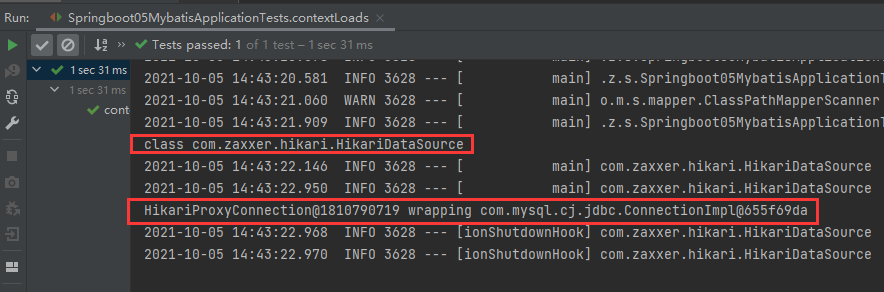 Run: Springboot05MybatisApplicationTests.contextLoads ×
Tests passed: 1 of 1 test – 1 sec 31 ms
1 sec 31 ms
1 sec 31 ms
cont
2021-10-05 14:43:20.581 INFO 3628 --- [ main] .z.s.Springboot05MybatisApplicationT
2021-10-05 14:43:21.060 WARN 3628 --- [ main] o.m.s.mapper.ClassPathMapperScanner
2021-10-05 14:43:21.909 INFO 3628 --- [ main] .z.s.Springboot05MybatisApplicationT
class com.zaxxer.hikari.HikariDataSource
2021-10-05 14:43:22.146 INFO 3628 --- [ main] com.zaxxer.hikari.HikariDataSource
2021-10-05 14:43:22.950 INFO 3628 --- [ main] com.zaxxer.hikari.HikariDataSource
HikariProxyConnection@1810790719 wrapping com.mysql.cj.jdbc.ConnectionImpl@655f69da
2021-10-05 14:43:22.968 INFO 3628 --- [ionShutdownHook] com.zaxxer.hikari.HikariDataSource
2021-10-05 14:43:22.970 INFO 3628 --- [ionShutdownHook] com.zaxxer.hikari.HikariDataSource